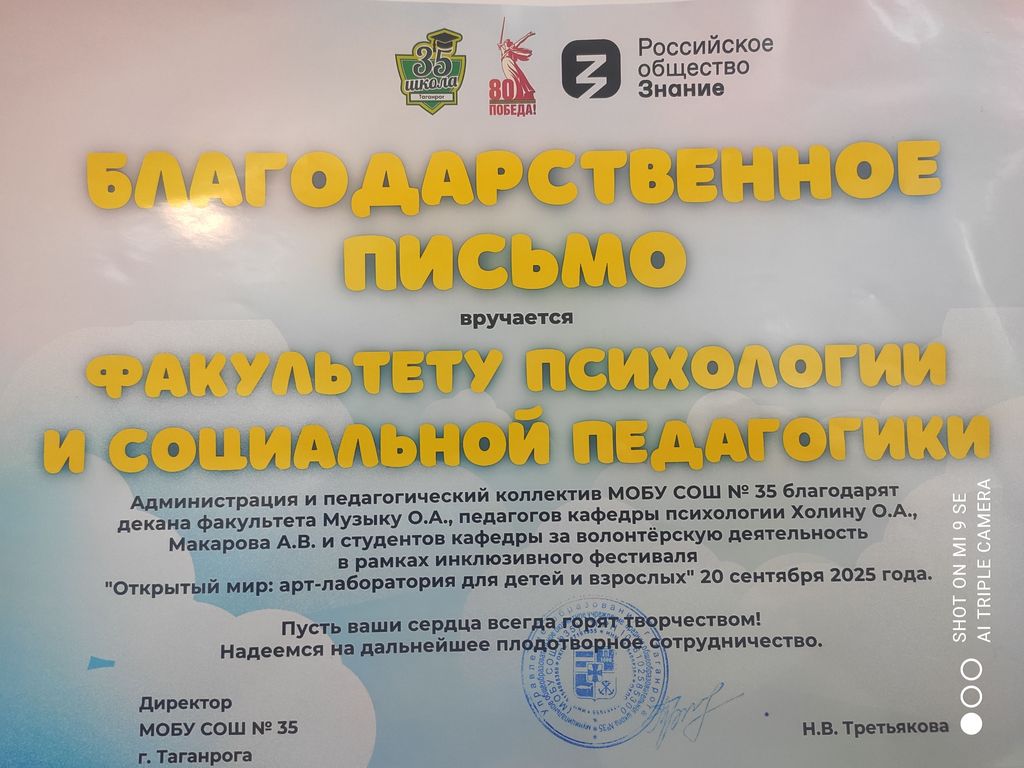 35
школа
Таганрог
80
ПОБЕДА!
Российское
общество
Знание
БЛАГОДАРСТВЕННОЕ
ПИСЬМО
вручается
ФАКУЛЬТЕТУ ПСИХОЛОГИИ
И СОЦИАЛЬНОЙ ПЕДАГОГИКИ
Администрация и педагогический коллектив МОБУ СОШ № 35 благодарят
декана факультета Музыку О.А., педагогов кафедры психологии Холину О.А.,
Макарова А.В. и студентов кафедры за волонтёрскую деятельность
в рамках инклюзивного фестиваля
"Открытый мир: арт-лаборатория для детей и взрослых" 20 сентября 2025 года.
Пусть ваши сердца всегда горят творчеством!
Надеемся на дальнейшее плодотворное сотрудничество.
Директор
МОБУ СОШ № 35
г. Таганрога
Н.В. Третьякова
SHOT ON MI 9 SE
AI TRIPLE CAMERA